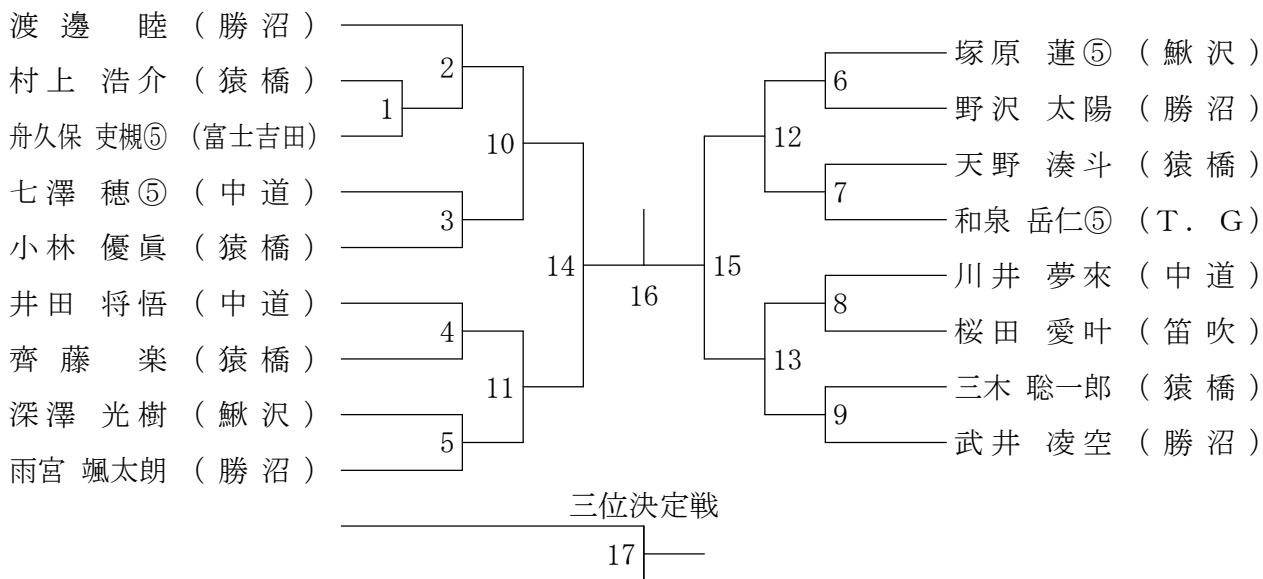 渡邊 睦 (勝沼)
村上 浩介 (猿橋)
舟久保 吏槻⑤ (富士吉田)
七澤 穂⑤ (中道)
小林 優眞 (猿橋)
井田 将悟 (中道)
齊藤 楽 (猿橋)
深澤 光樹 (鰍沢)
雨宮 颯太朗 (勝沼)
1
2
3
4
5
10
11
14
16
15
12
13
6
7
8
9
塚原 蓮⑤ (鰍沢)
野沢 太陽 (勝沼)
天野 湊斗 (猿橋)
和泉 岳仁⑤ (T. G)
川井 夢來 (中道)
桜田 愛叶 (笛吹)
三木 聡一郎 (猿橋)
武井 凌空 (勝沼)
三位決定戦
17